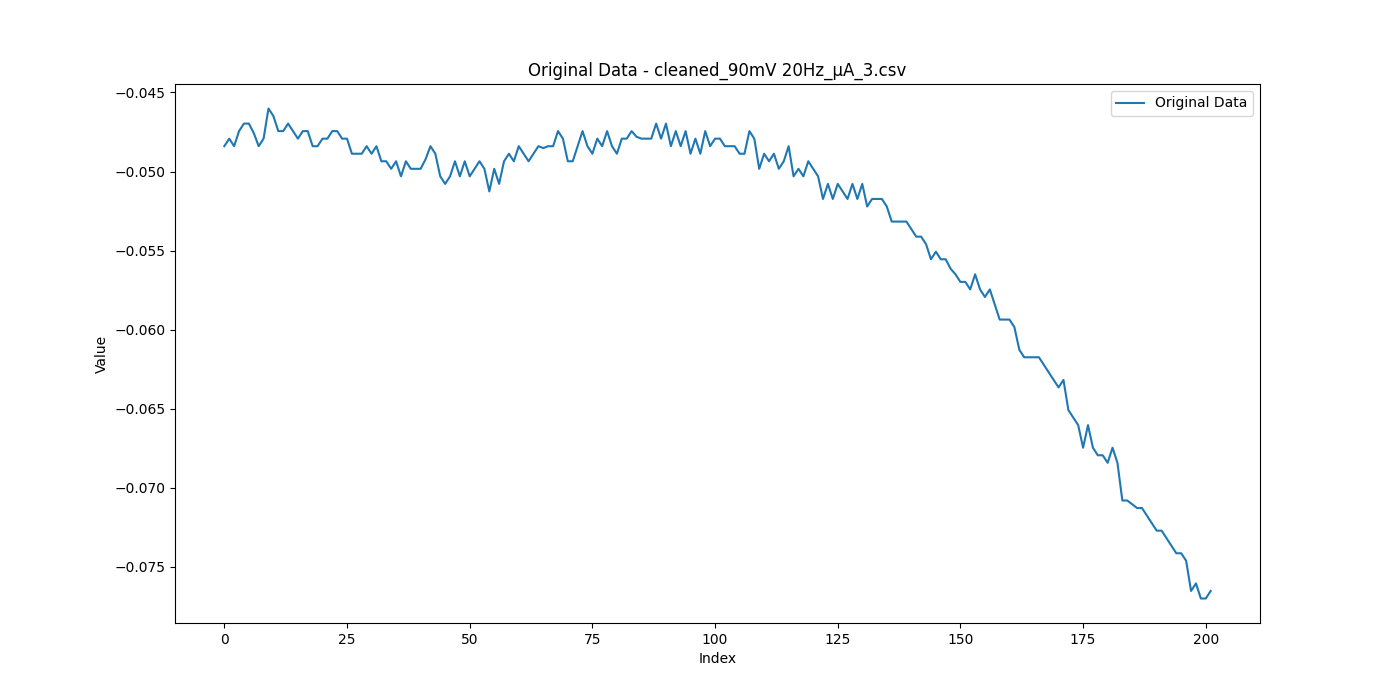 Original Data - cleaned_90mV 20Hz_μA_3.csv
Original Data
−0.045
−0.050
−0.055
−0.060
−0.065
−0.070
−0.075
Value
0 25 50 75 100 125 150 175 200
Index